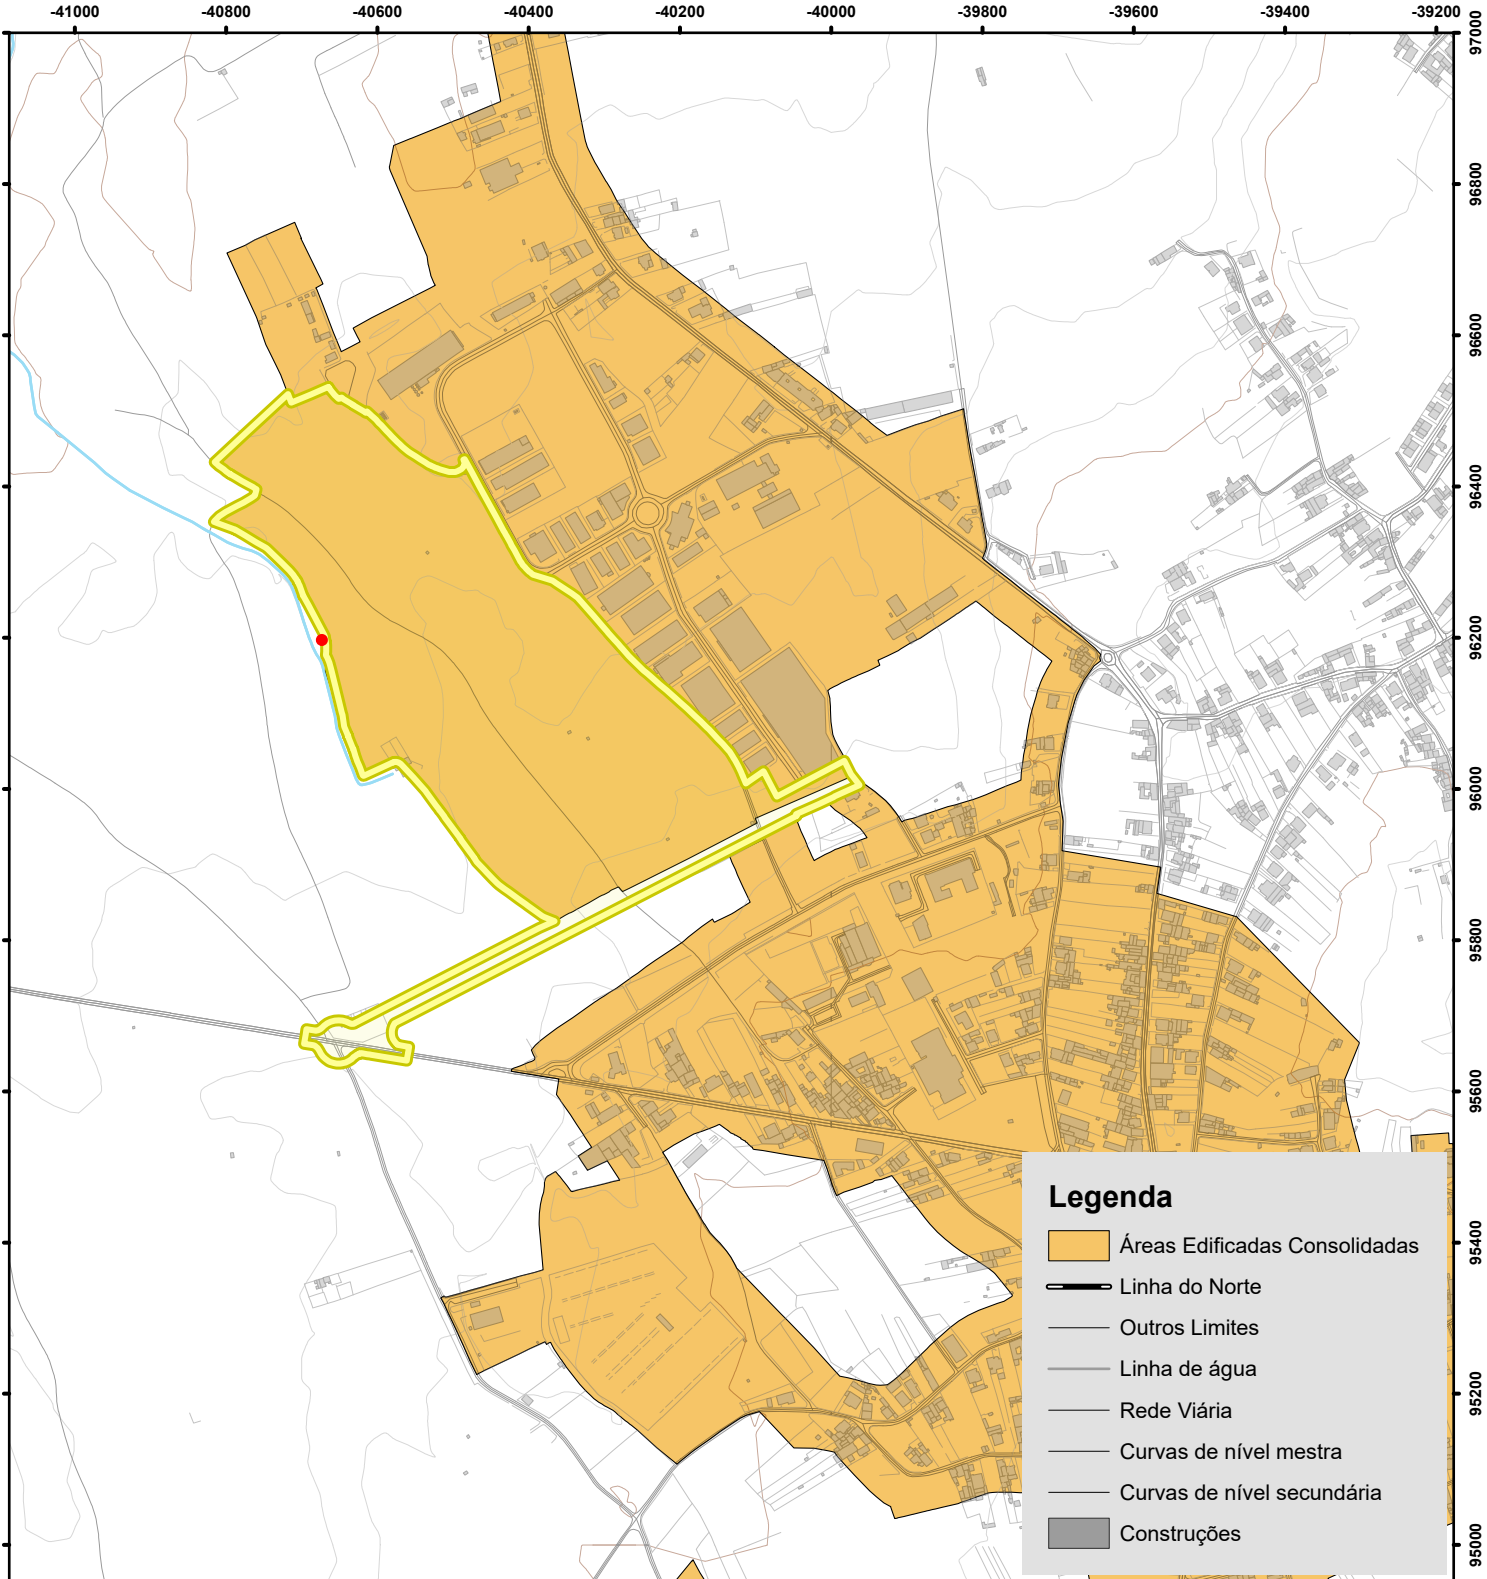 -41000 -40800 -40600 -40400 -40200 -40000 -39800 -39600 -39400 -39200
97000
96800
96600
96400
96200
96000
95800
95600
95400
95200
95000
Legenda
Áreas Edificadas Consolidadas
Linha do Norte
Outros Limites
Linha de água
Rede Viária
Curvas de nível mestra
Curvas de nível secundária
Construções